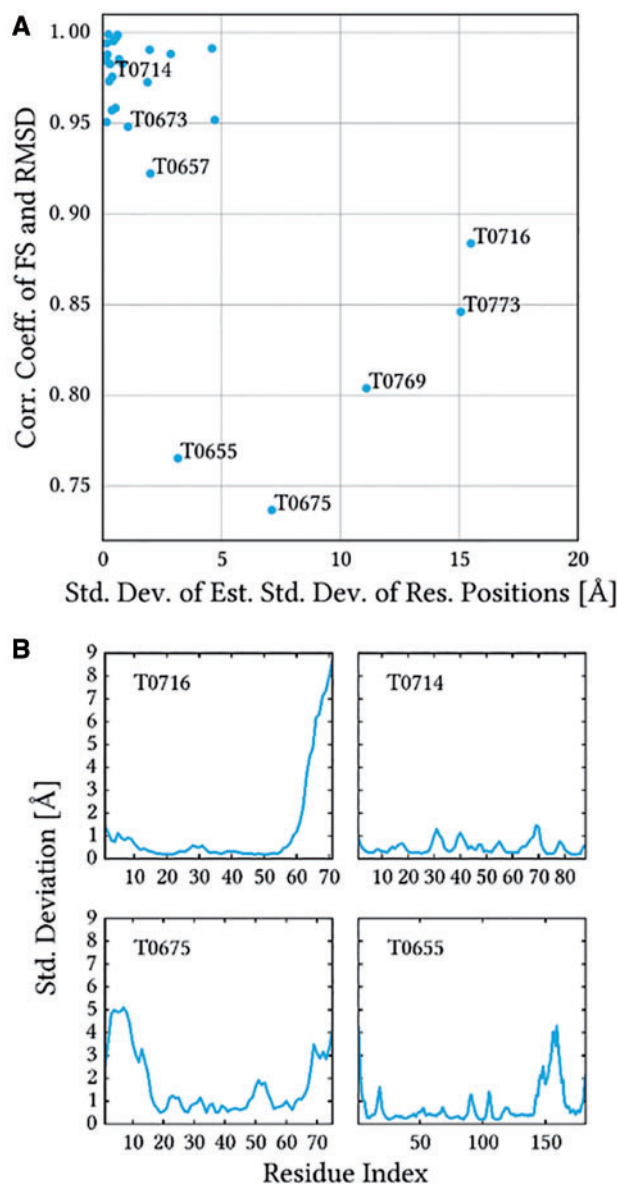 A
Corr. Coeff. of FS and RMSD
1.00
0.95
0.90
0.85
0.80
0.75
T0714
T0673
T0657
T0716
T0773
T0769
T0655
T0675
0 5 10 15 20
Std. Dev. of Est. Std. Dev. of Res. Positions [Å]
B
Std. Deviation [Å]
9
8
7
6
5
4
3
2
1
0
T0716
10 20 30 40 50 60 70
T0714
10 20 30 40 50 60 70 80
9
8
7
6
5
4
3
2
1
0
T0675
10 20 30 40 50 60 70
T0655
50 100 150
Residue Index